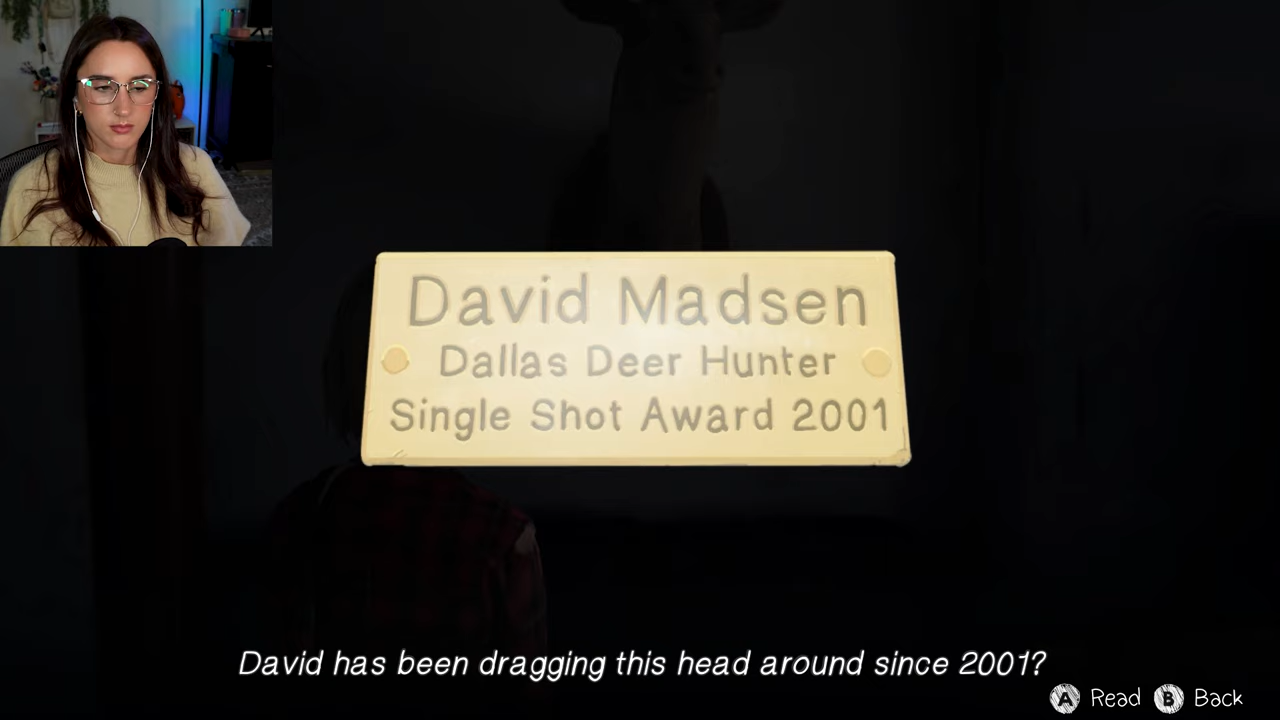 David Madsen
Dallas Deer Hunter
Single Shot Award 2001
David has been dragging this head around since 2001?
A Read B Back